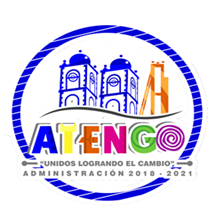 ATENGO
"UNIDOS LOGRANDO EL CAMBIO"
ADMINISTRACIÓN 2018 - 2021